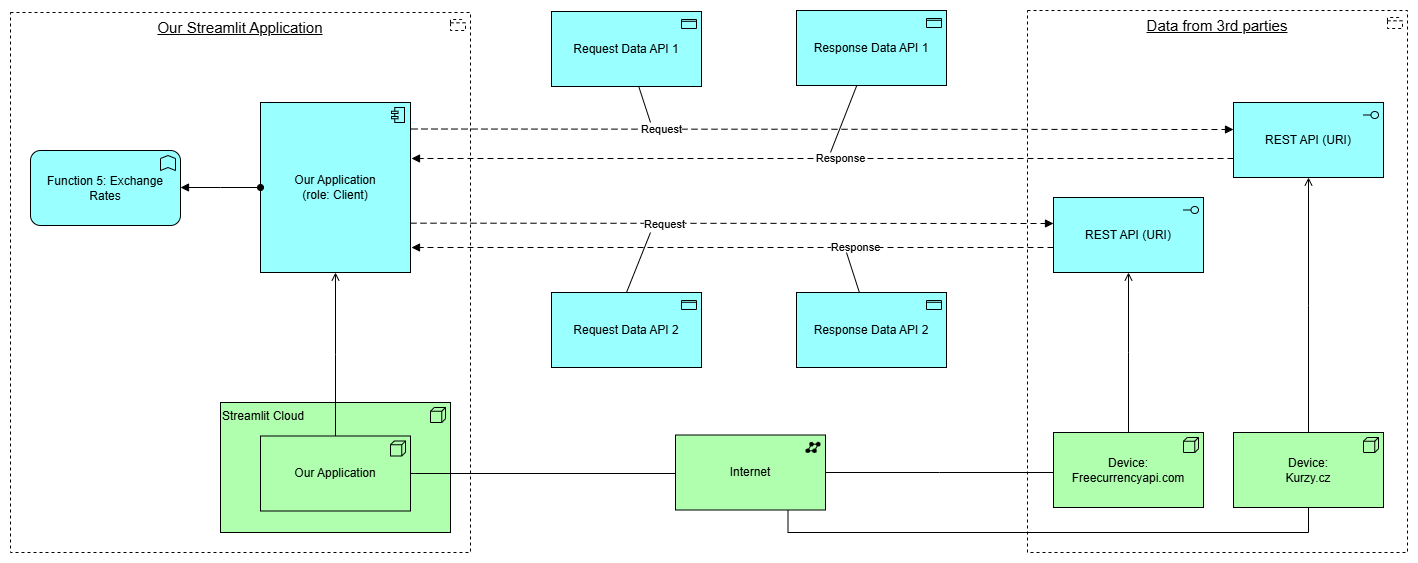 Our Streamlit Application
Request Data API 1
Response Data API 1
Data from 3rd parties
Request
Response
REST API (URI)
Function 5: Exchange
Rates
Our Application
(role: Client)
Request
Response
REST API (URI)
Request Data API 2
Response Data API 2
Streamlit Cloud
Our Application
Internet
Device:
Freecurrencyapi.com
Device:
Kurzy.cz